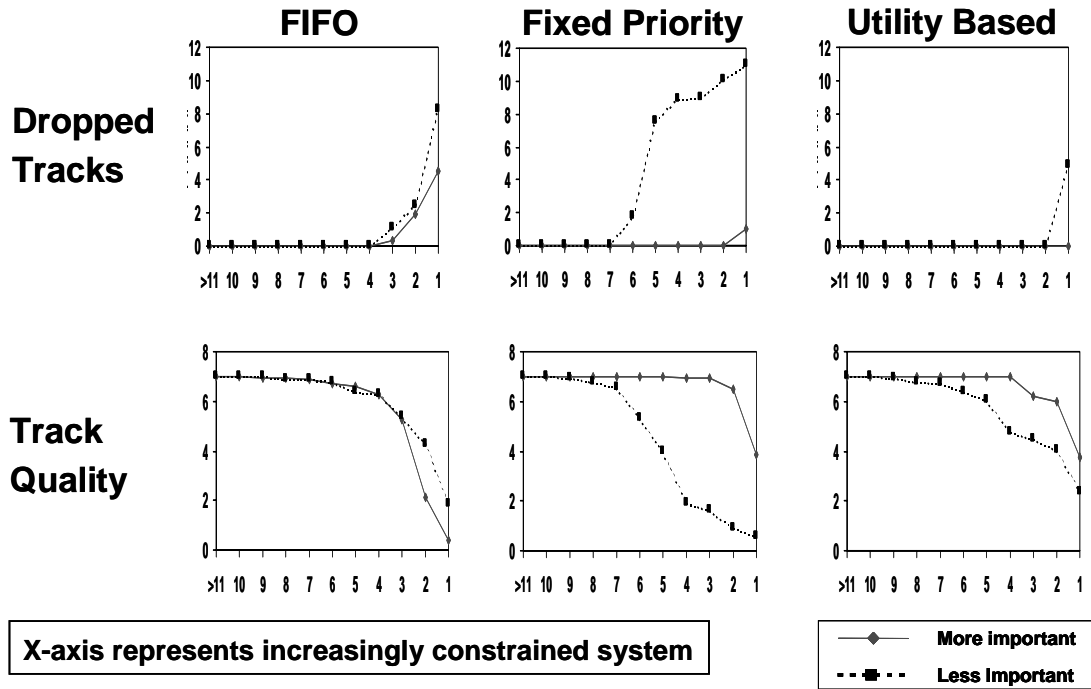 FIFO
Fixed Priority
Utility Based
Dropped
Tracks
12
10
8
6
4
2
0
>11 10 9 8 7 6 5 4 3 2 1
12
10
8
6
4
2
0
>11 10 9 8 7 6 5 4 3 2 1
12
10
8
6
4
2
0
>11 10 9 8 7 6 5 4 3 2 1
Track
Quality
8
6
4
2
0
>11 10 9 8 7 6 5 4 3 2 1
8
6
4
2
0
>11 10 9 8 7 6 5 4 3 2 1
8
6
4
2
0
>11 10 9 8 7 6 5 4 3 2 1
X-axis represents increasingly constrained system
More important
Less Important